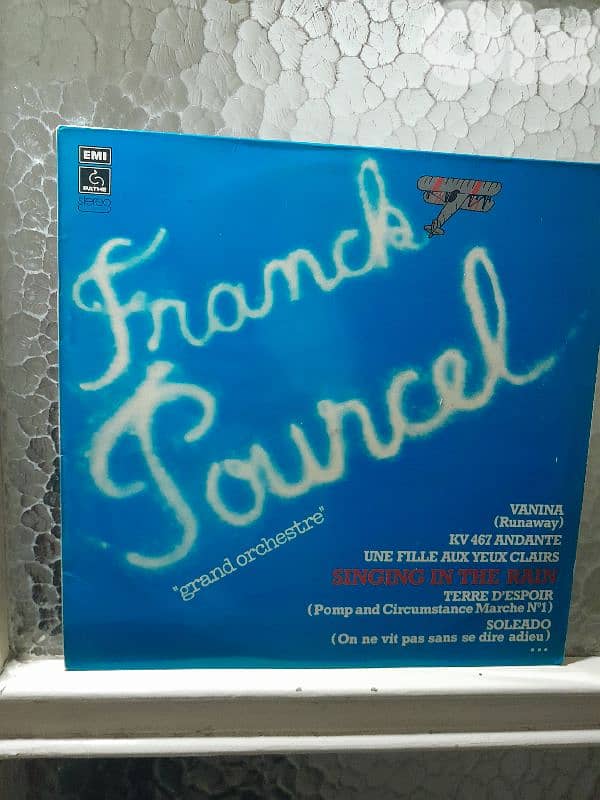 EMI
PATHE
stereo
Franck
Pourcel
"grand orchestre"
VANINA
(Runaway)
KV 467 ANDANTE
UNE FILLE AUX YEUX CLAIRS
SINGING IN THE RAIN
TERRE D'ESPOIR
(Pomp and Circumstance Marche N°1)
SOLEADO
(On ne vit pas sans se dire adieu)
...